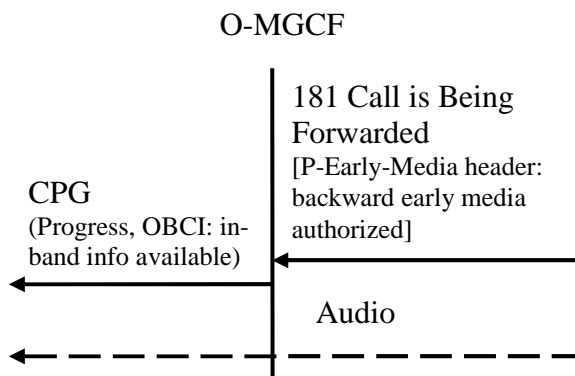 O-MGCF
181 Call is Being
Forwarded
[P-Early-Media header:
backward early media
authorized]
CPG
(Progress, OBCI: in-
band info available)
Audio